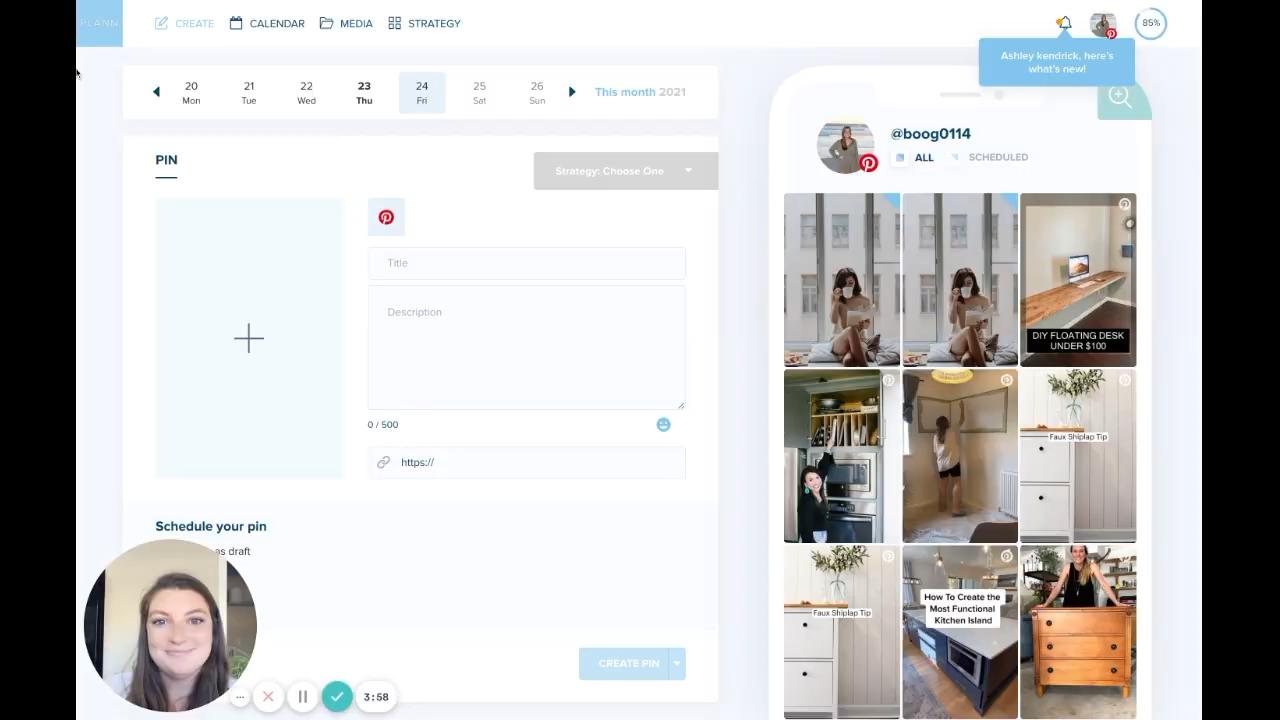 PLANN
CREATE
CALENDAR
MEDIA
STRATEGY
85%
Ashley kendrick, here's
what's new!
20
Mon
21
Tue
22
Wed
23
Thu
24
Fri
25
Sat
26
Sun
This month 2021
PIN
Strategy: Choose One
Title
Description
0 / 500
https://
Schedule your pin
as draft
CREATE PIN
3:58
@boog0114
ALL
SCHEDULED
DIY FLOATING DESK
UNDER $100
Faux Shiplap Tip
Faux Shiplap Tip
How To Create the
Most Functional
Kitchen Island